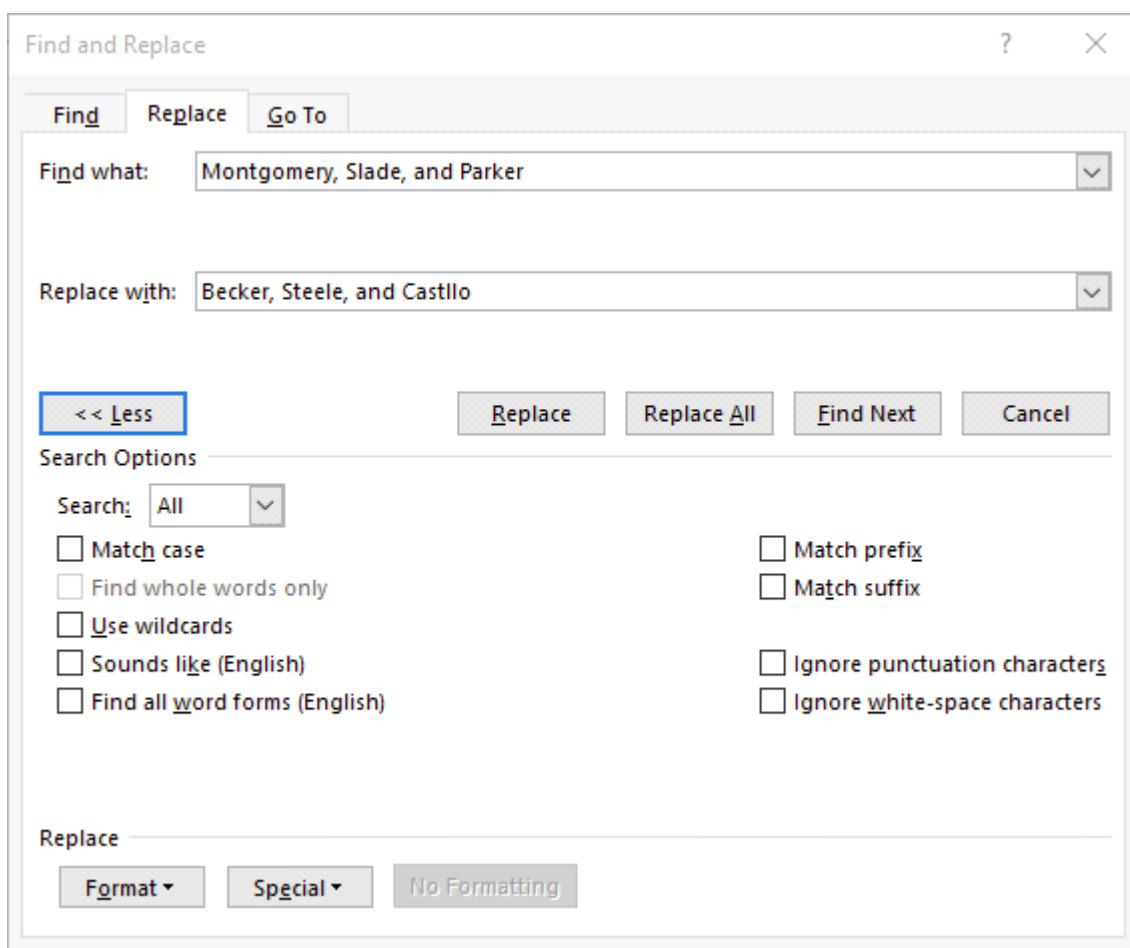 Find and Replace ?
Find Replace Go To
Find what: Montgomery, Slade, and Parker
Replace with: Becker, Steele, and Castllo
<< Less Replace Replace All Find Next Cancel
Search Options
Search: All
Match case Match prefix
Find whole words only Match suffix
Use wildcards
Sounds like (English) Ignore punctuation characters
Find all word forms (English) Ignore white-space characters
Replace
Format Special No Formatting